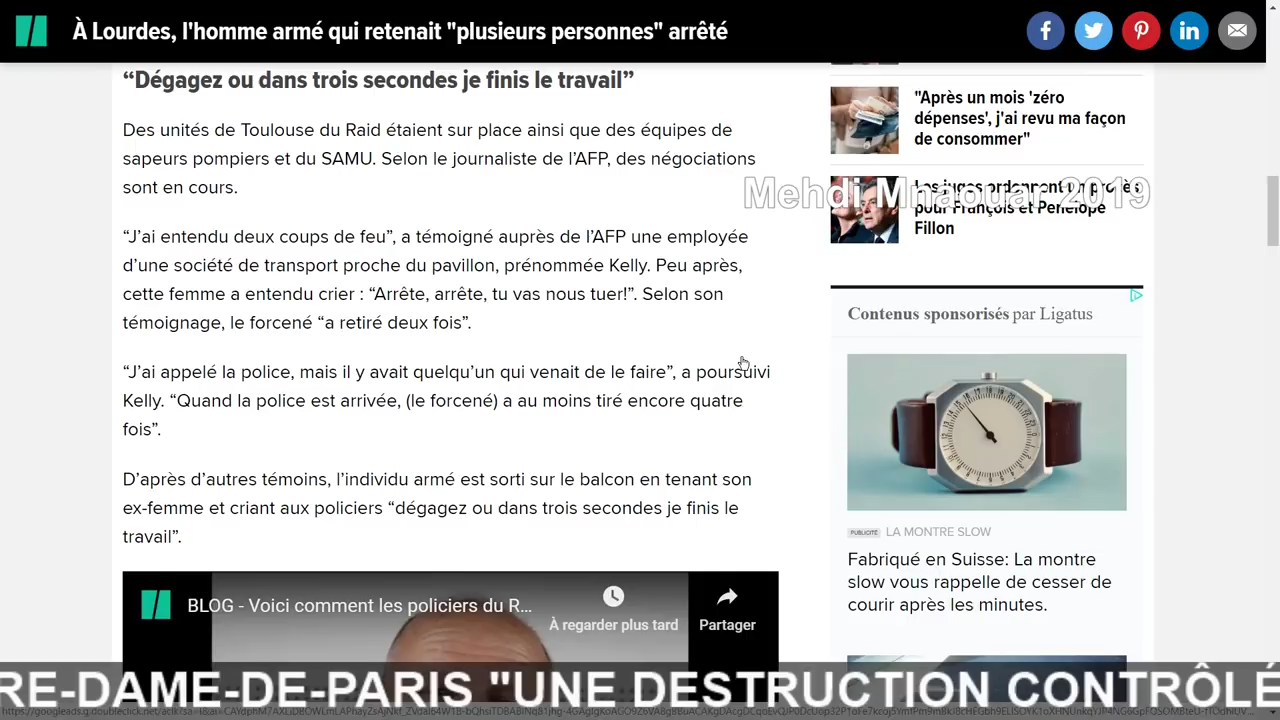 À Lourdes, l'homme armé qui retenait "plusieurs personnes" arrêté
“Dégagez ou dans trois secondes je finis le travail”
Des unités de Toulouse du Raid étaient sur place ainsi que des équipes de
sapeurs pompiers et du SAMU. Selon le journaliste de l’AFP, des négociations
sont en cours.
“J’ai entendu deux coups de feu”, a témoigné auprès de l’AFP une employée
d’une société de transport proche du pavillon, prénommée Kelly. Peu après,
cette femme a entendu crier : “Arrête, arrête, tu vas nous tuer!”. Selon son
témoignage, le forcené “a retiré deux fois”.
“J’ai appelé la police, mais il y avait quelqu’un qui venait de le faire”, a poursuivi
Kelly. “Quand la police est arrivée, (le forcené) a au moins tiré encore quatre
fois”.
D’après d’autres témoins, l’individu armé est sorti sur le balcon en tenant son
ex-femme et criant aux policiers “dégagez ou dans trois secondes je finis le
travail”.
BLOG - Voici comment les policiers du R...
À regarder plus tard
Partager
"Après un mois 'zéro
dépenses', j'ai revu ma façon
de consommer"
Mehdi Mnaouar 2019
Les juges ordonnent un procès
pour François et Penelope
Fillon
Contenus sponsorisés par Ligatus
PUBLICITÉ LA MONTRE SLOW
Fabriqué en Suisse: La montre
slow vous rappelle de cesser de
courir après les minutes.
RE-DAME-DE-PARIS "UNE DESTRUCTION CONTRÔLÉ